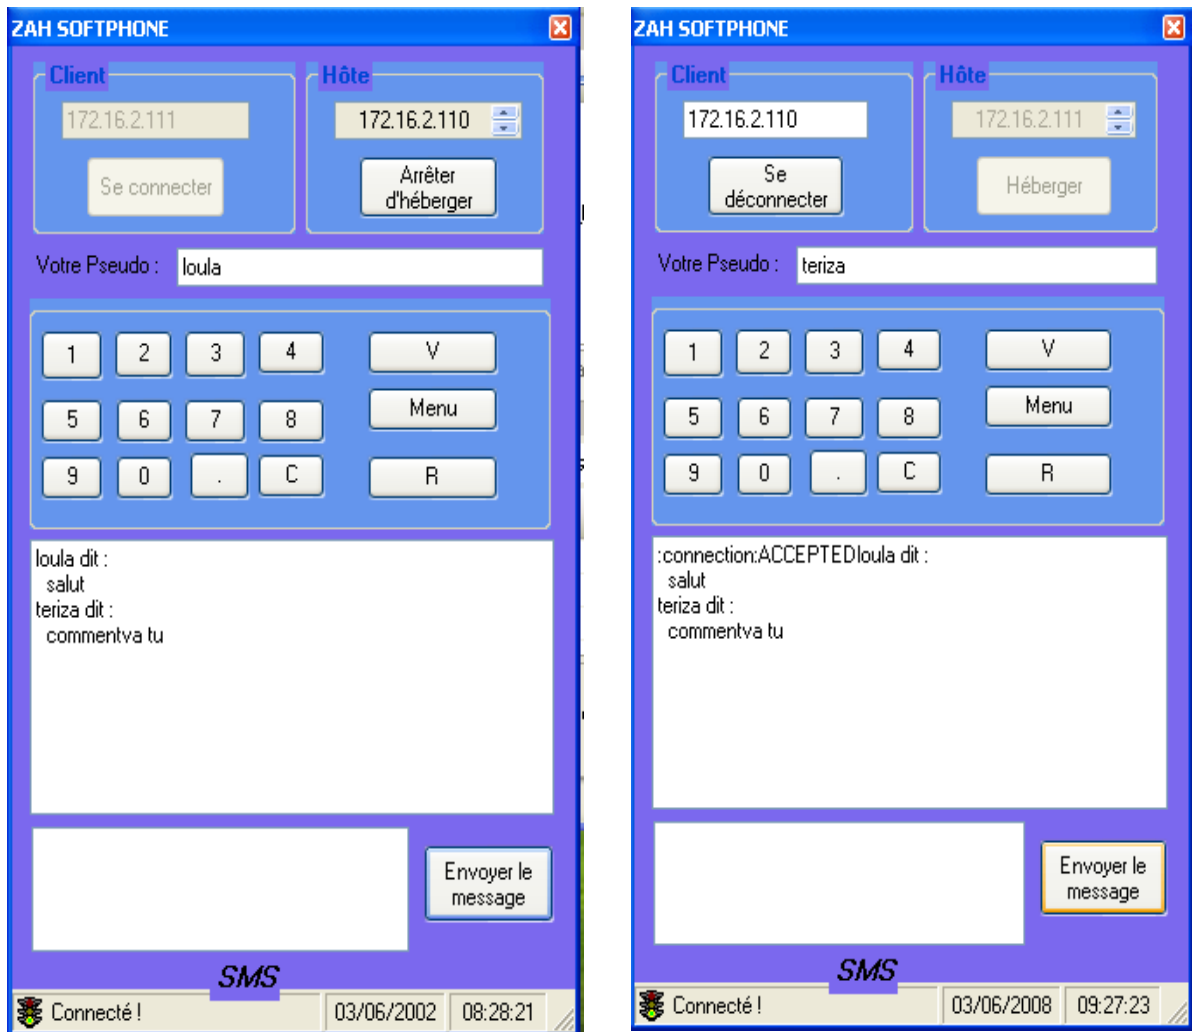 ZAH SOFTPHONE
Client
Hôte
172.16.2.111
172.16.2.110
Se connecter
Arrêter
d'héberger
Votre Pseudo :
loula
1
2
3
4
V
5
6
7
8
Menu
9
0
.
C
R
loula dit :
salut
teriza dit :
commentva tu
Envoyer le
message
SMS
Connecté !
03/06/2002
08:28:21
ZAH SOFTPHONE
Client
Hôte
172.16.2.110
172.16.2.111
Se
déconnecter
Héberger
Votre Pseudo :
teriza
1
2
3
4
V
5
6
7
8
Menu
9
0
.
C
R
:connection:ACCEPTEDloula dit :
salut
teriza dit :
commentva tu
Envoyer le
message
SMS
Connecté !
03/06/2008
09:27:23